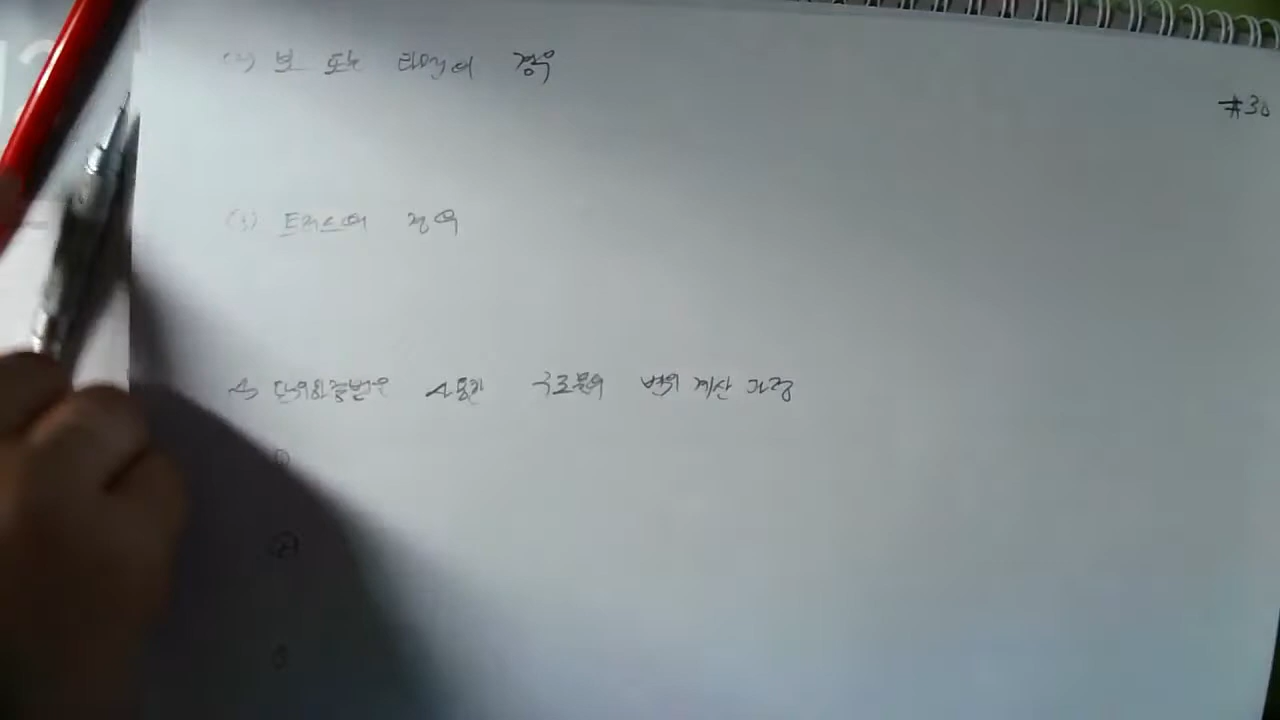 (2) 보 또는 라멘의 경우
#30
(3) 트러스의 경우
(4) 단위하중법을 사용한 구조물의 변위 계산 과정
①
②
③